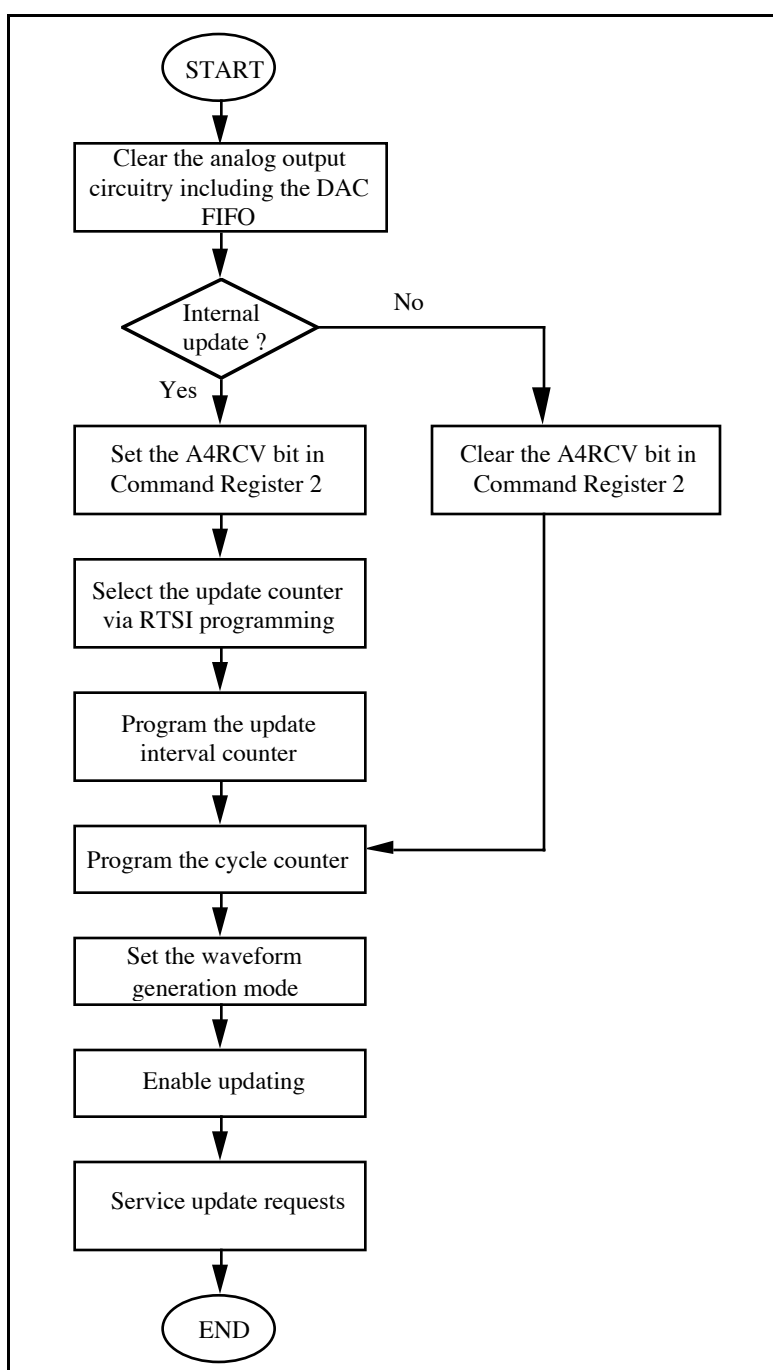 START
Clear the analog output
circuitry including the DAC
FIFO
Internal
update ?
No
Yes
Set the A4RCV bit in
Command Register 2
Clear the A4RCV bit in
Command Register 2
Select the update counter
via RTSI programming
Program the update
interval counter
Program the cycle counter
Set the waveform
generation mode
Enable updating
Service update requests
END